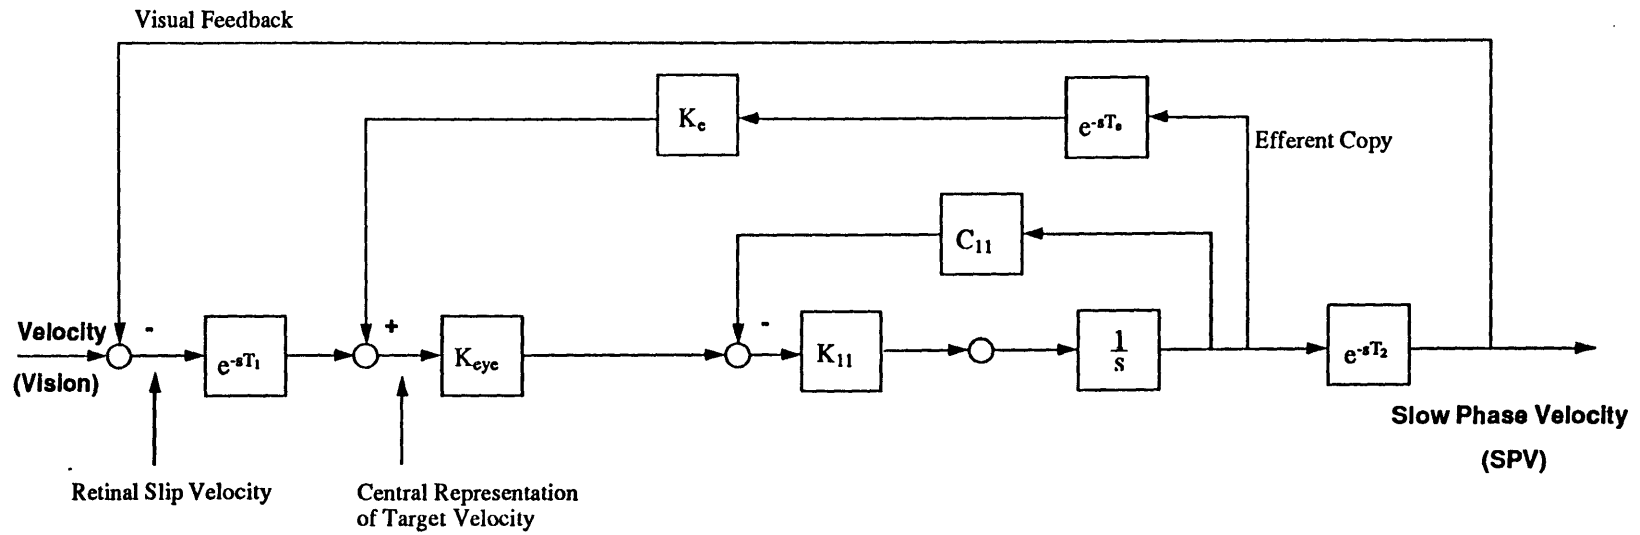 Visual Feedback
Kₑ
e⁻ˢᵀᵉ
Efferent Copy
C₁₁
Velocity
(Vision)
-
e⁻ˢᵀ¹
+
K_eye
-
K₁₁
1
s
e⁻ˢᵀ²
Slow Phase Velocity
(SPV)
Retinal Slip Velocity
Central Representation
of Target Velocity